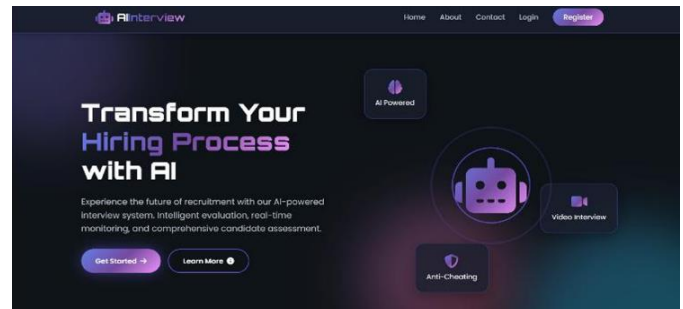 AIInterview
Home About Contact Login Register
AI Powered
Transform Your
Hiring Process
with AI
Experience the future of recruitment with our AI-powered
interview system. Intelligent evaluation, real-time
monitoring, and comprehensive candidate assessment.
Video Interview
Get Started →
Learn More
Anti-Cheating